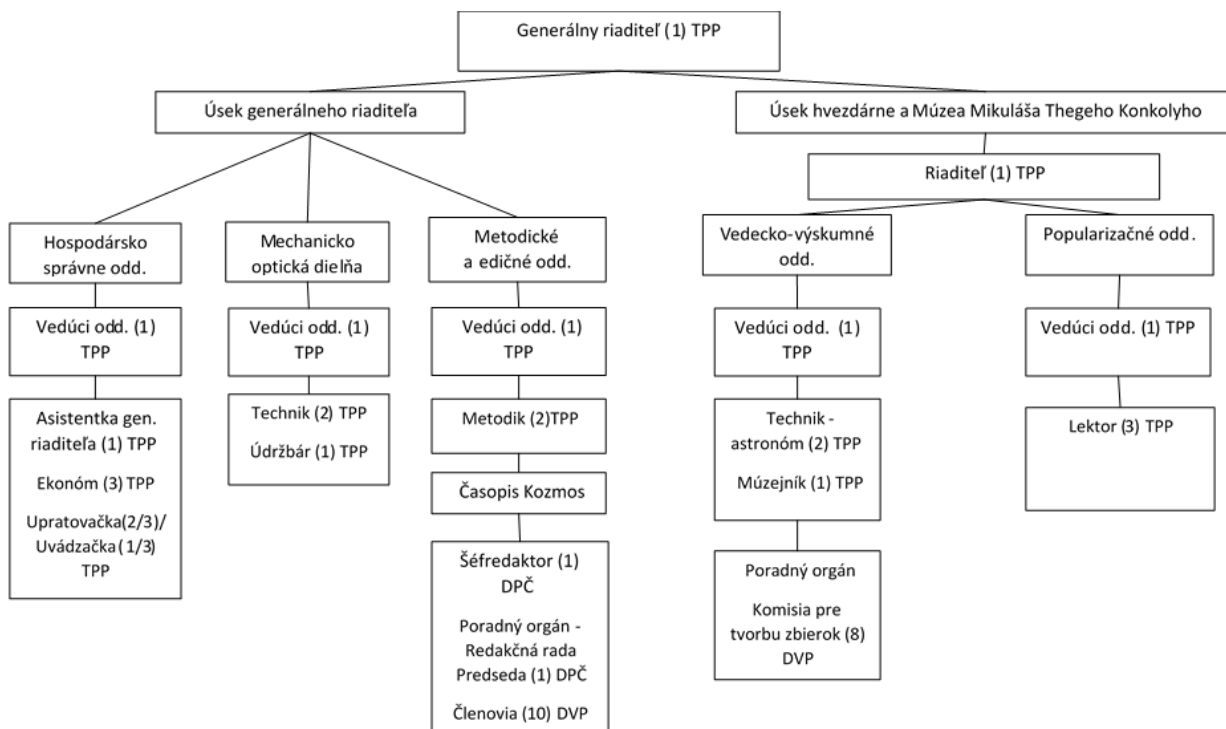 Generálny riaditeľ (1) TPP
Úsek generálneho riaditeľa
Úsek hvezdárne a Múzea Mikuláša Thegeho Konkolyho
Riaditeľ (1) TPP
Hospodársko
správne odd.
Mechanicko
optická dielňa
Metodické
a edičné odd.
Vedecko-výskumné
odd.
Popularizačné odd.
Vedúci odd. (1)
TPP
Vedúci odd. (1)
TPP
Vedúci odd. (1)
TPP
Vedúci odd. (1)
TPP
Vedúci odd. (1) TPP
Asistentka gen.
riaditeľa (1) TPP
Ekonóm (3) TPP
Upratovačka(2/3)/
Uvádzačka(1/3)
TPP
Technik (2) TPP
Údržbár (1) TPP
Metodik (2)TPP
Časopis Kozmos
Šéfredaktor (1)
DPČ
Poradný orgán -
Redakčná rada
Predseda (1) DPČ
Členovia (10) DVP
Technik -
astronóm (2) TPP
Múzejník (1) TPP
Poradný orgán
Komisia pre
tvorbu zbierok (8)
DVP
Lektor (3) TPP